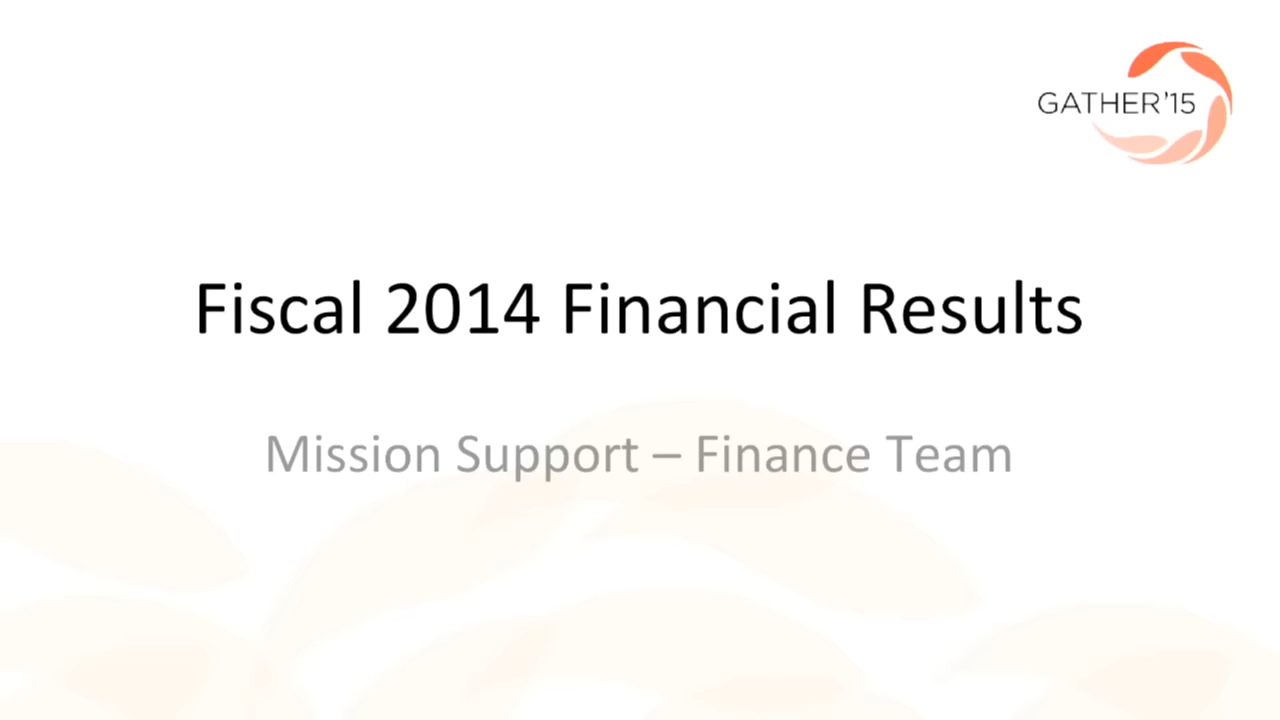 GATHER’15
Fiscal 2014 Financial Results
Mission Support – Finance Team